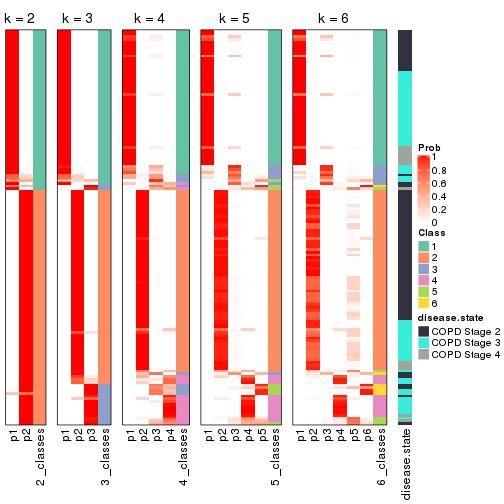 k = 2 k = 3 k = 4 k = 5 k = 6
Prob
1
0.8
0.6
0.4
0.2
0
Class
1
2
3
4
5
6
disease.state
COPD Stage 2
COPD Stage 3
COPD Stage 4
p1 p2 2_classes p1 p2 p3 3_classes p1 p2 p3 p4 4_classes p1 p2 p3 p4 p5 5_classes p1 p2 p3 p4 p5 p6 6_classes disease.state